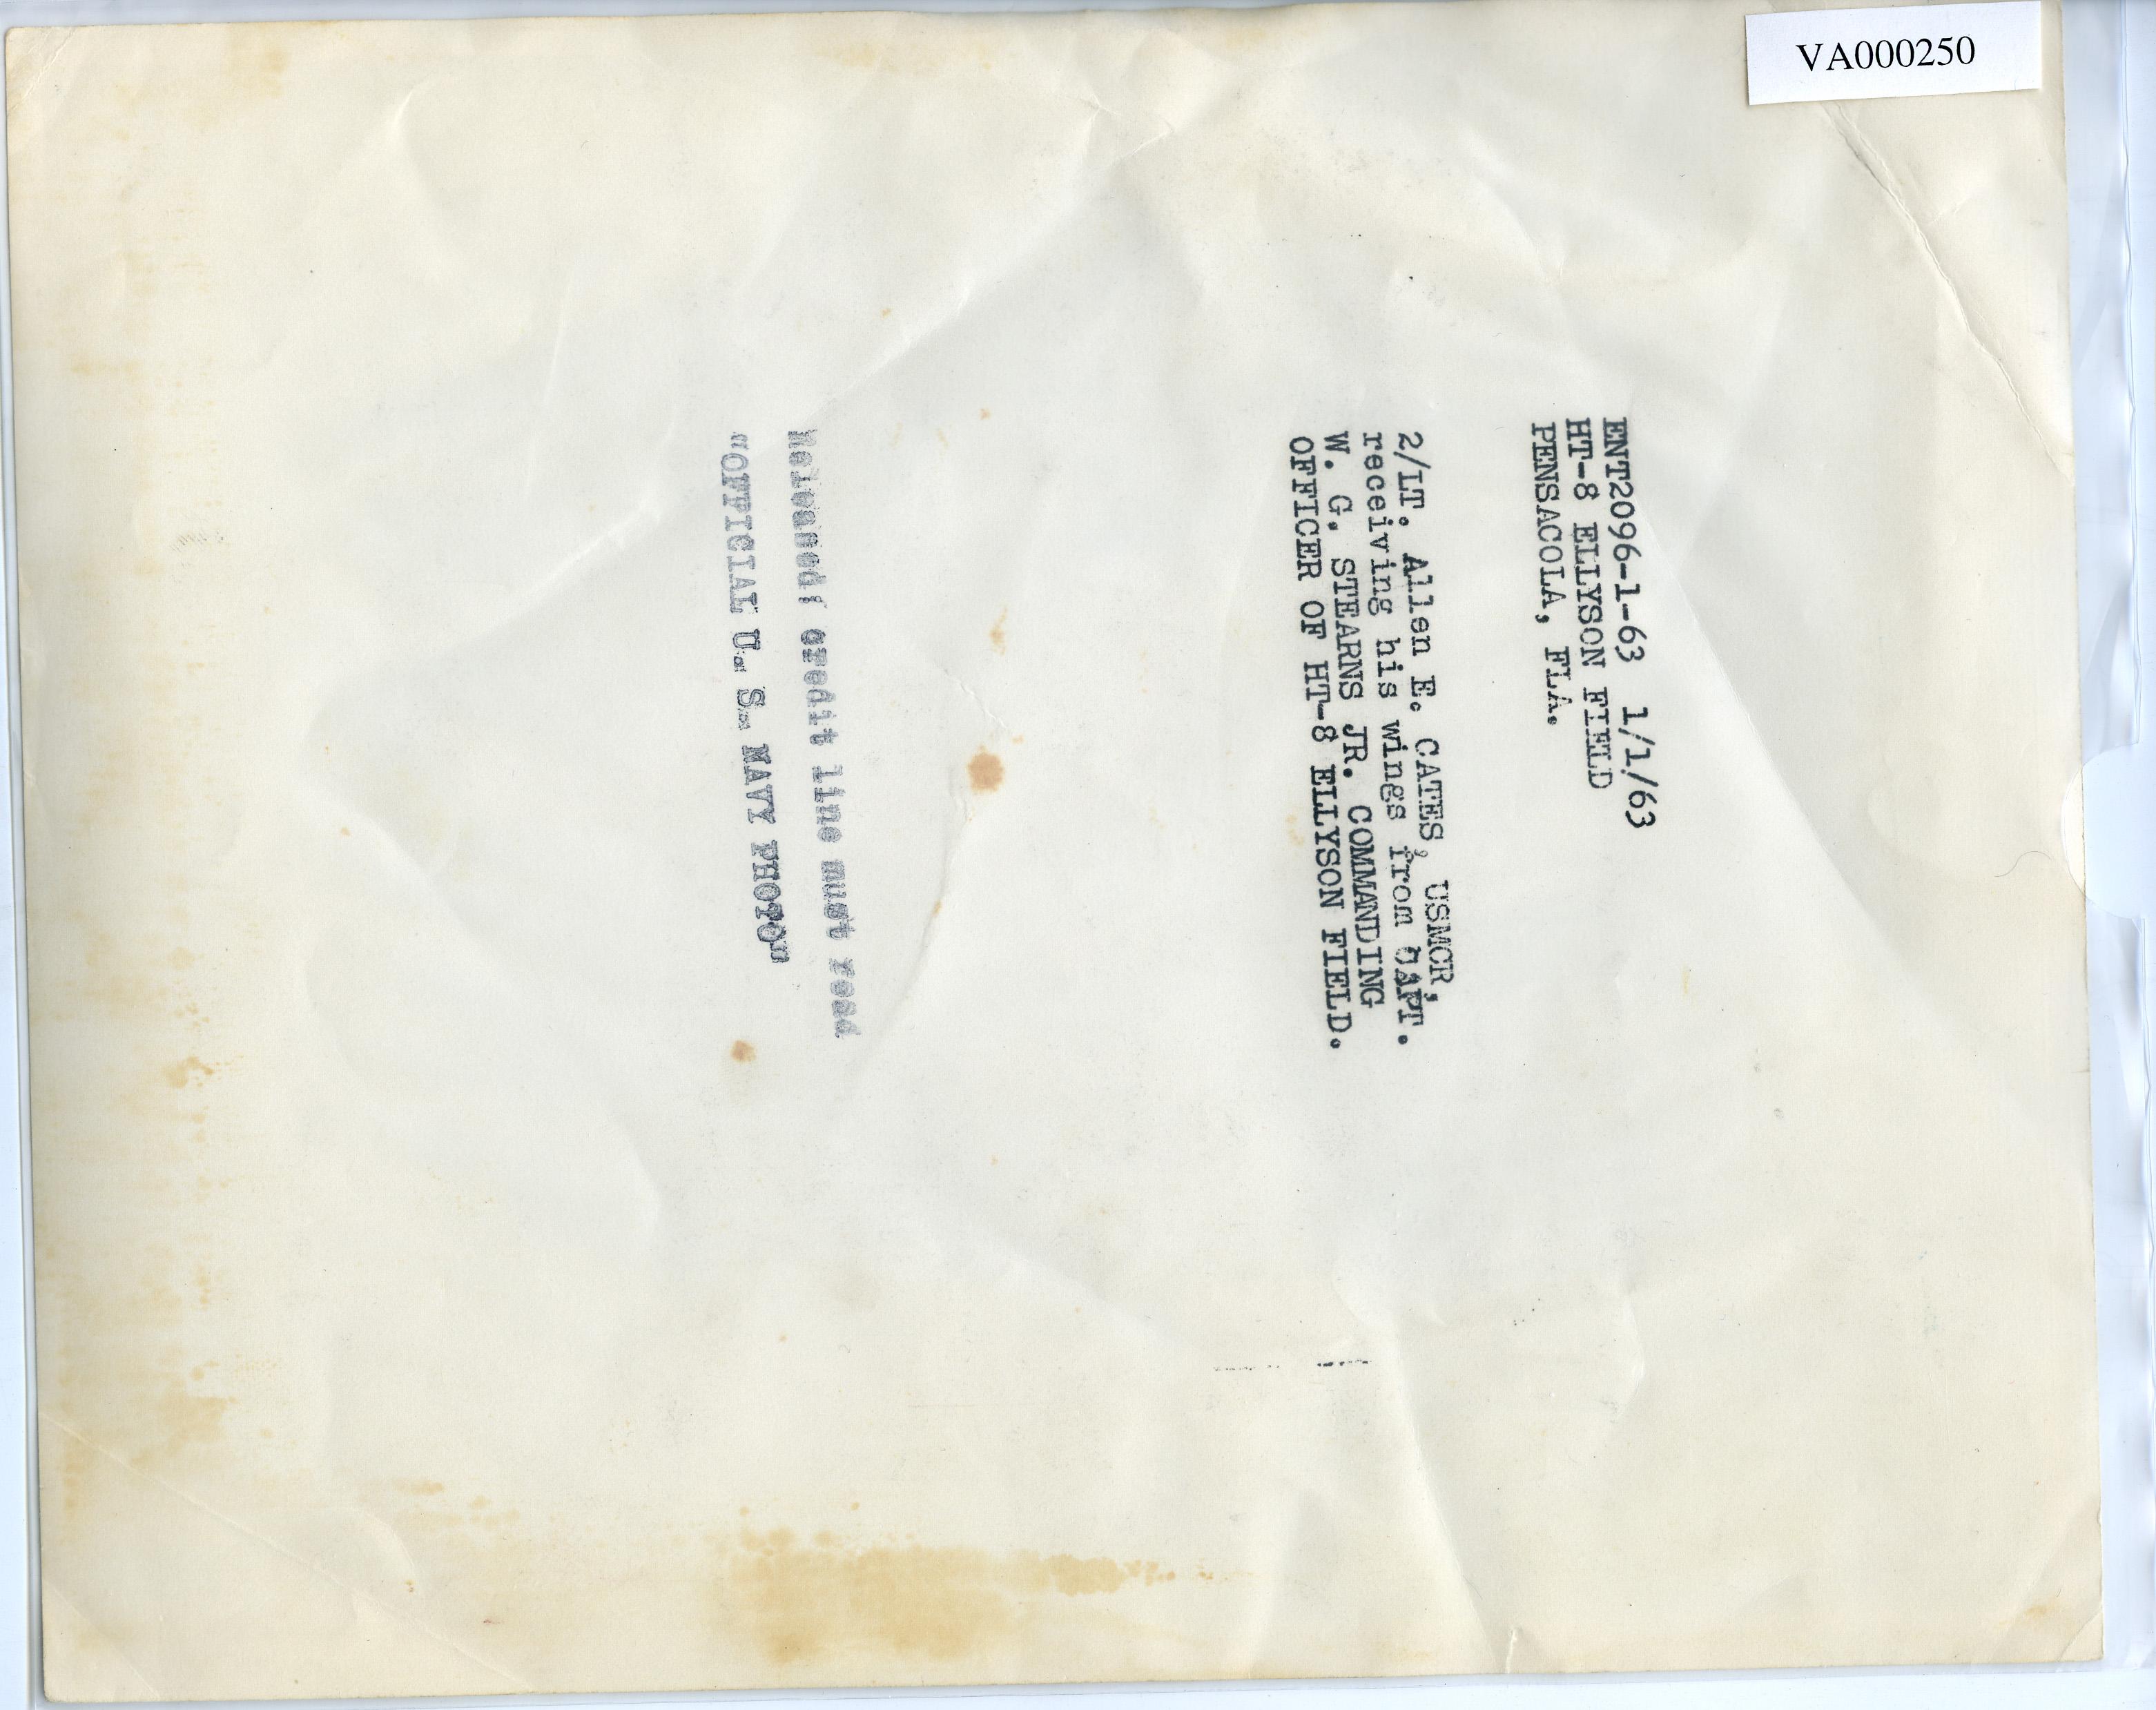 VA000250
ENT2096-1-63 1/1/63
HT-8 ELLYSON FIELD
PENSACOLA, FLA.
2/LT. Allen E. CATES, USMCR,
receiving his wings from CAPT.
W. G. STEARNS JR. COMMANDING
OFFICER OF HT-8 ELLYSON FIELD.
Released; credit line must read
"OFFICIAL U. S. NAVY PHOTO"